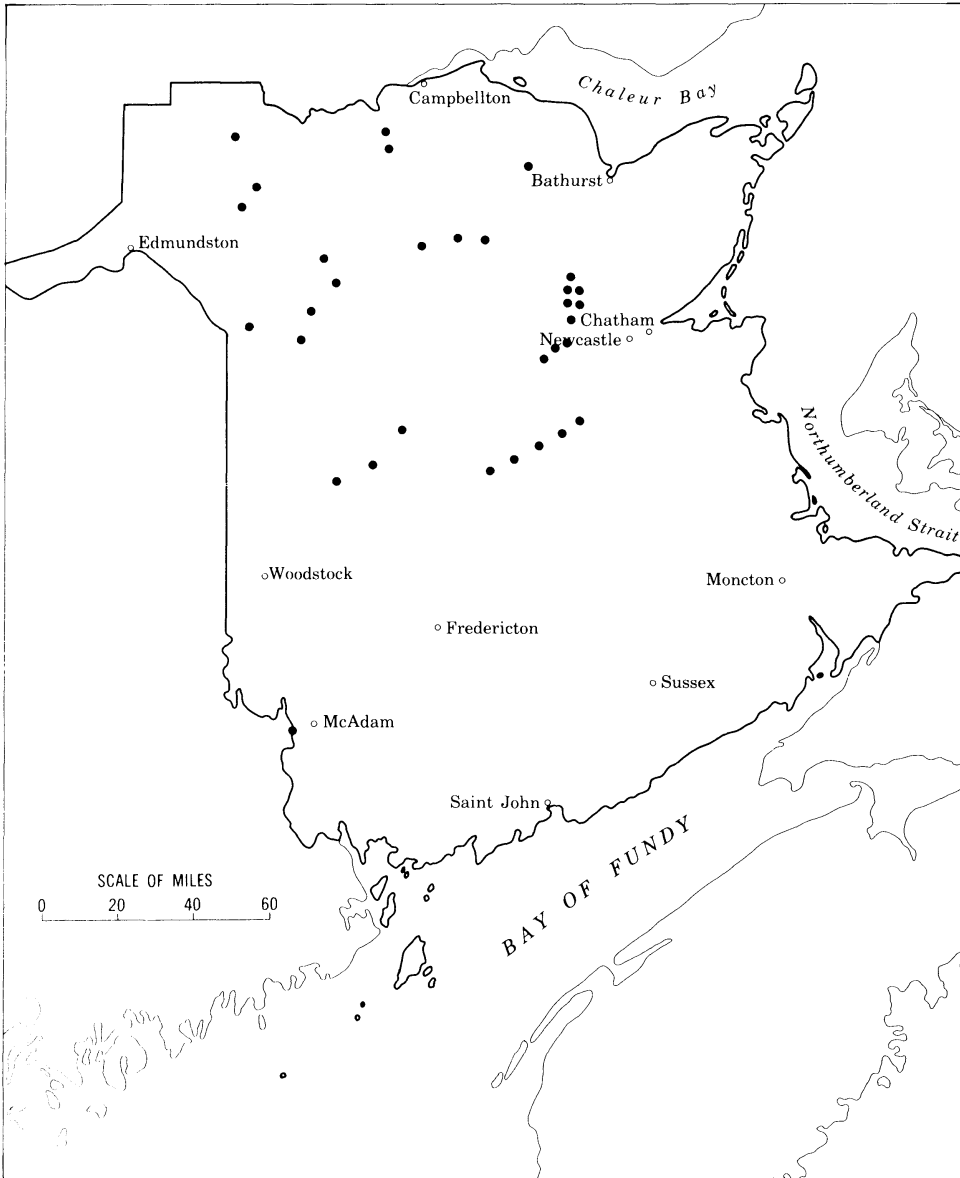 Campbellton
Chaleur Bay
Bathurst
Edmundston
Chatham
Newcastle
Northumberland Strait
Woodstock
Moncton
Fredericton
Sussex
McAdam
Saint John
BAY OF FUNDY
SCALE OF MILES
0 20 40 60